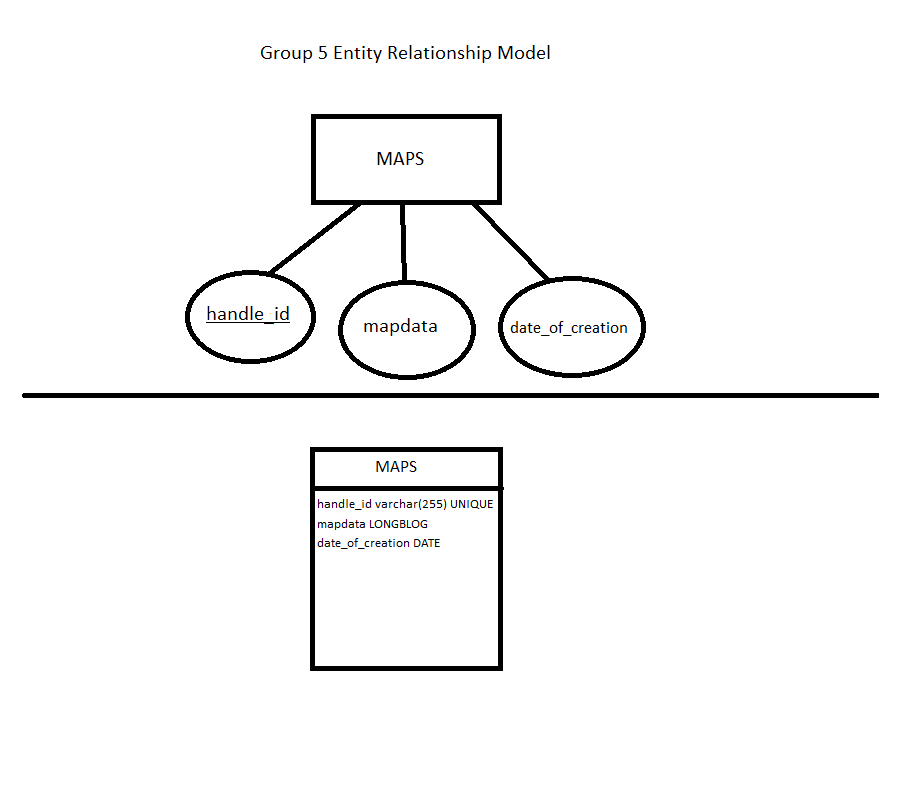 Group 5 Entity Relationship Model
MAPS
handle_id
mapdata
date_of_creation
MAPS
handle_id varchar(255) UNIQUE
mapdata LONGBLOG
date_of_creation DATE